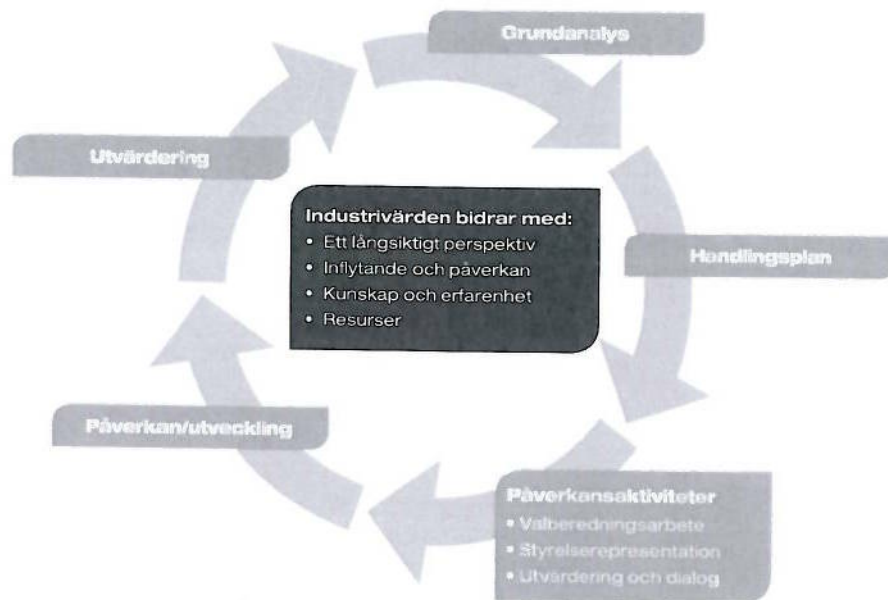 Grundanalys
Utvärdering
Industrivärden bidrar med:
• Ett långsiktigt perspektiv
• Inflytande och påverkan
• Kunskap och erfarenhet
• Resurser
Handlingsplan
Påverkan/utveckling
Påverkansaktiviteter
• Valberedningsarbete
• Styrelserepresentation
• Utvärdering och dialog